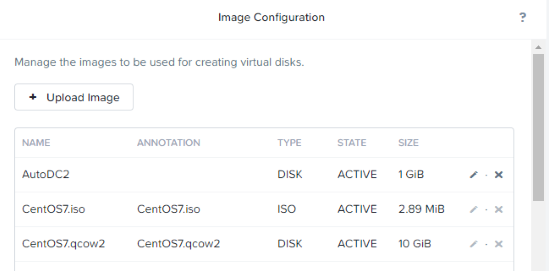 Image Configuration
?
Manage the images to be used for creating virtual disks.
+ Upload Image
NAME ANNOTATION TYPE STATE SIZE
AutoDC2 DISK ACTIVE 1 GiB
CentOS7.iso CentOS7.iso ISO ACTIVE 2.89 MiB
CentOS7.qcow2 CentOS7.qcow2 DISK ACTIVE 10 GiB